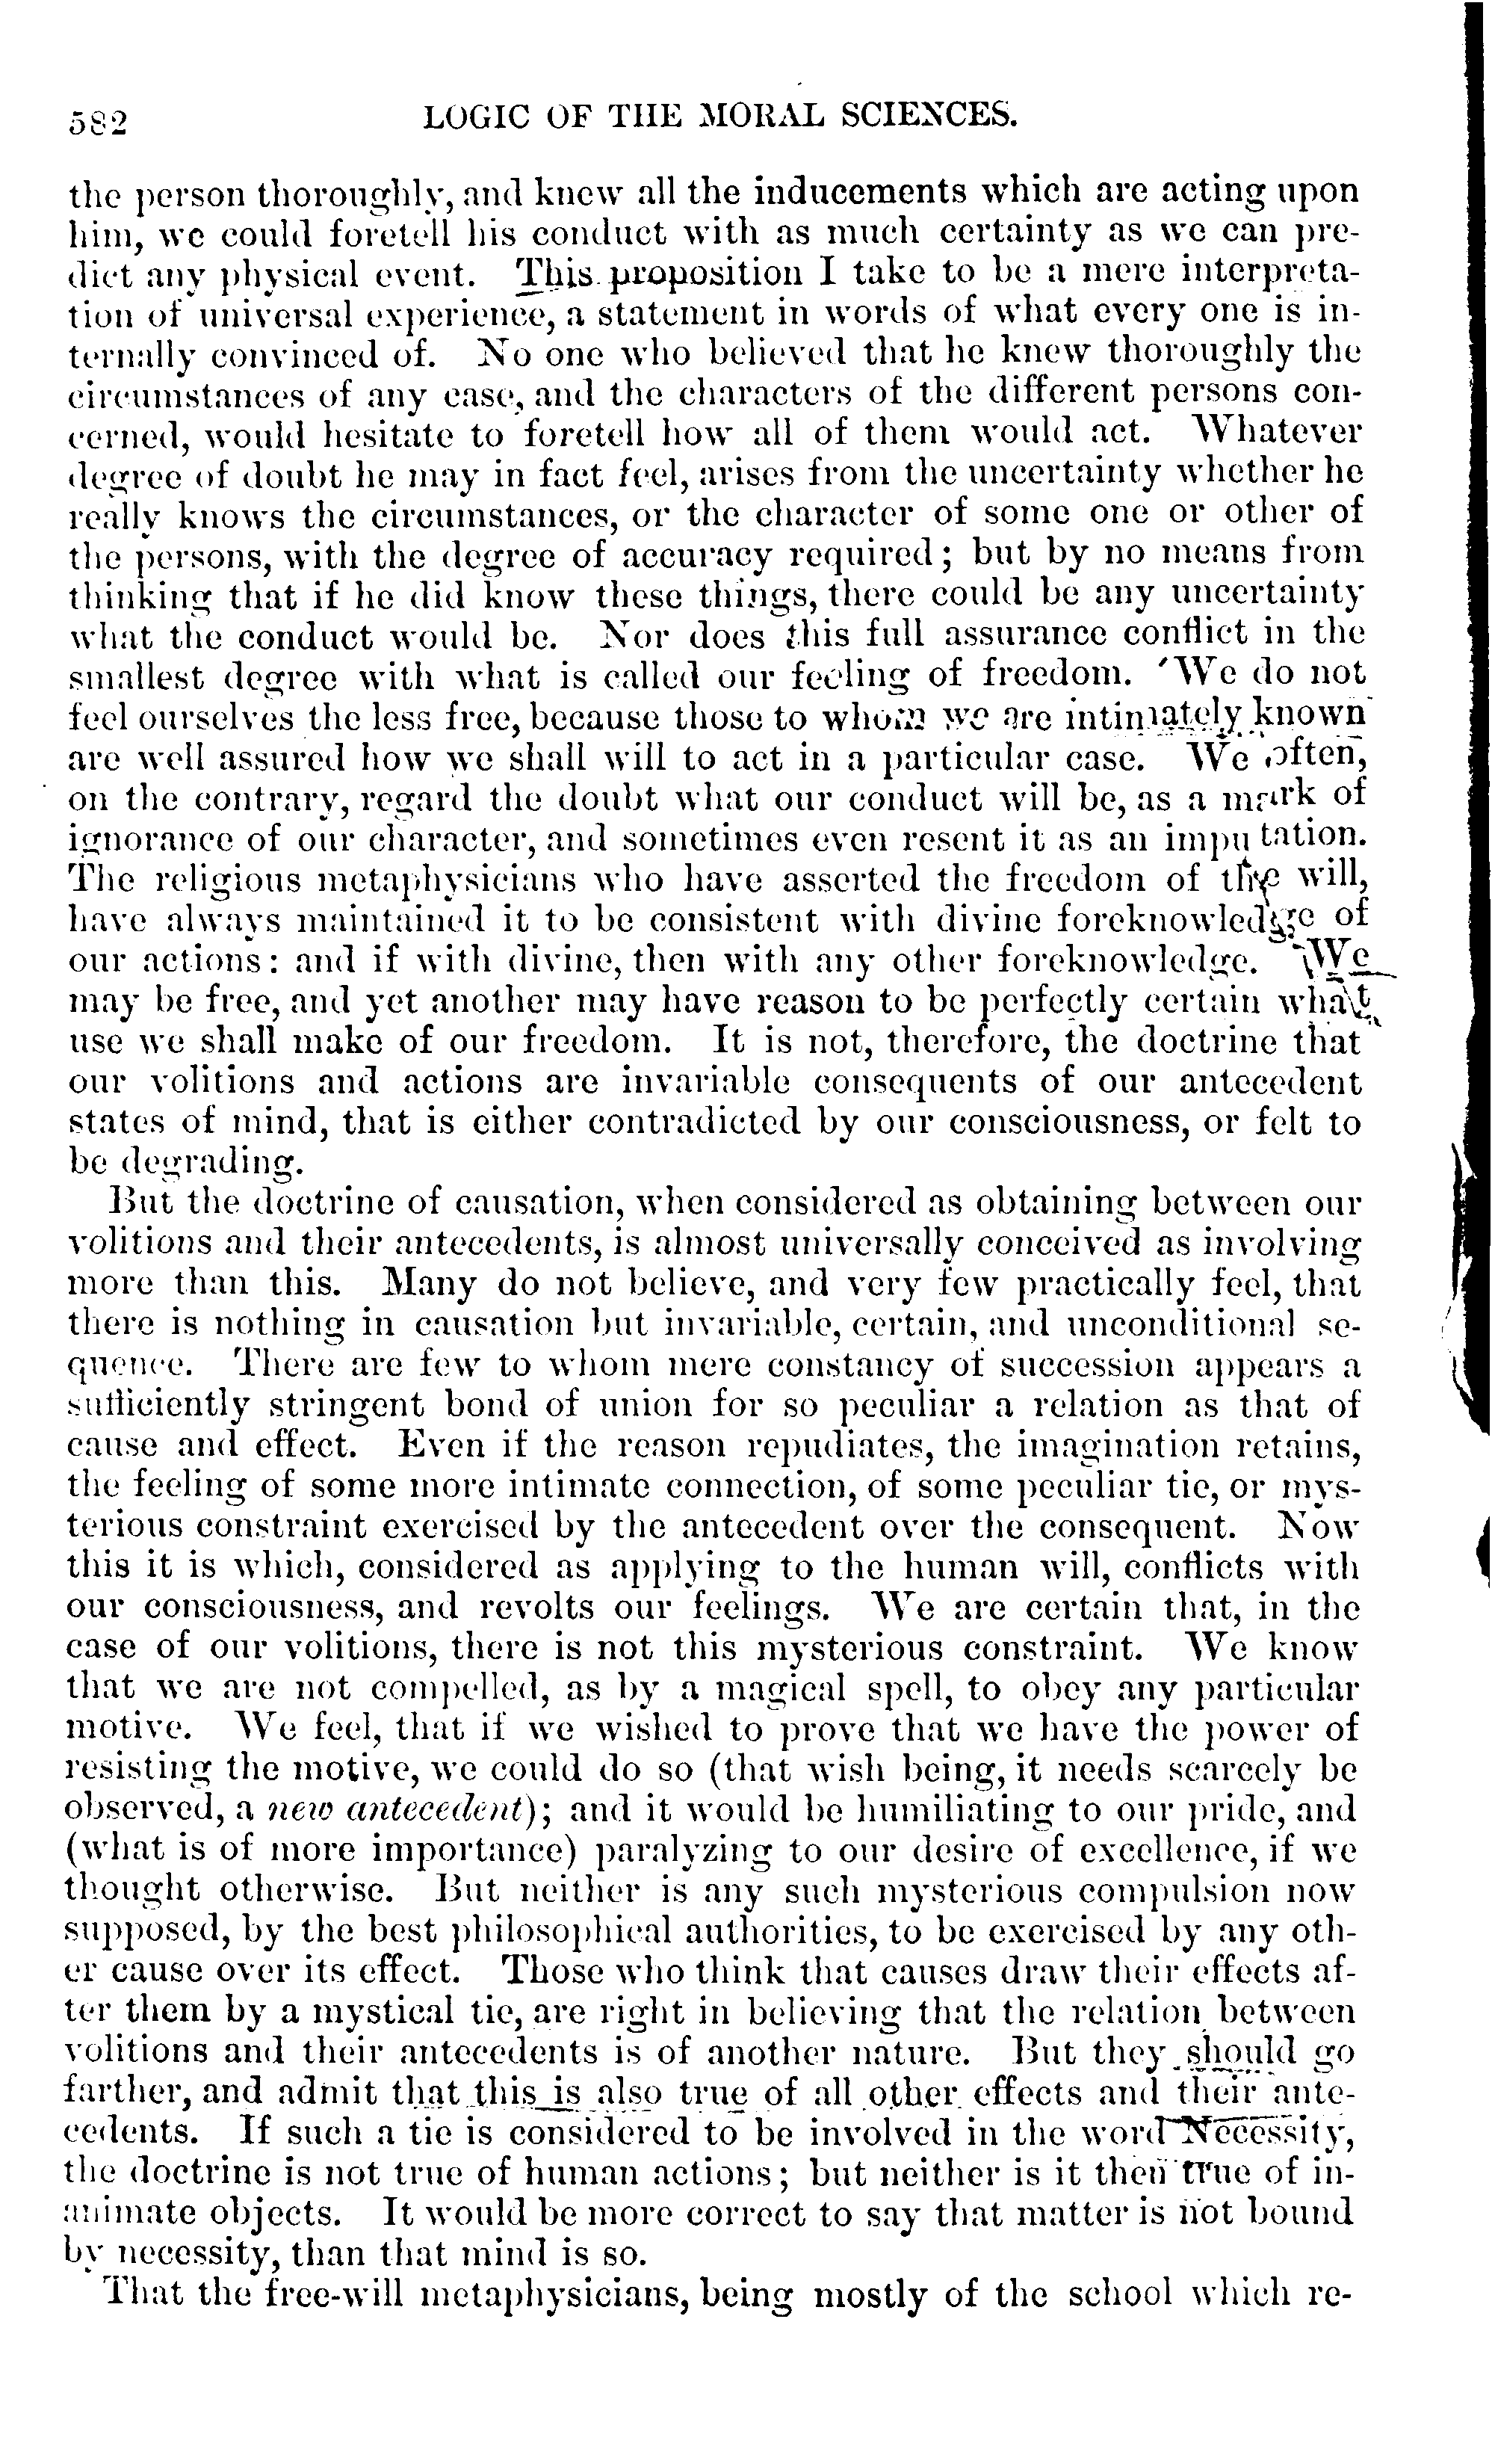 582 LOGIC OF THE MORAL SCIENCES.
the person thoroughly, and knew all the inducements which are acting upon
him, we could foretell his conduct with as much certainty as we can pre-
dict any physical event. This proposition I take to be a mere interpreta-
tion of universal experience, a statement in words of what every one is in-
ternally convinced of. No one who believed that he knew thoroughly the
circumstances of any case, and the characters of the different persons con-
cerned, would hesitate to foretell how all of them would act. Whatever
degree of doubt he may in fact feel, arises from the uncertainty whether he
really knows the circumstances, or the character of some one or other of
the persons, with the degree of accuracy required; but by no means from
thinking that if he did know these things, there could be any uncertainty
what the conduct would be. Nor does this full assurance conflict in the
smallest degree with what is called our feeling of freedom. We do not
feel ourselves the less free, because those to whom we are intimately known
are well assured how we shall will to act in a particular case. We often,
on the contrary, regard the doubt what our conduct will be, as a mark of
ignorance of our character, and sometimes even resent it as an imputation.
The religious metaphysicians who have asserted the freedom of the will,
have always maintained it to be consistent with divine foreknowledge of
our actions: and if with divine, then with any other foreknowledge. We
may be free, and yet another may have reason to be perfectly certain what
use we shall make of our freedom. It is not, therefore, the doctrine that
our volitions and actions are invariable consequents of our antecedent
states of mind, that is either contradicted by our consciousness, or felt to
be degrading.
But the doctrine of causation, when considered as obtaining between our
volitions and their antecedents, is almost universally conceived as involving
more than this. Many do not believe, and very few practically feel, that
there is nothing in causation but invariable, certain, and unconditional se-
quence. There are few to whom mere constancy of succession appears a
sufficiently stringent bond of union for so peculiar a relation as that of
cause and effect. Even if the reason repudiates, the imagination retains,
the feeling of some more intimate connection, of some peculiar tie, or mys-
terious constraint exercised by the antecedent over the consequent. Now
this it is which, considered as applying to the human will, conflicts with
our consciousness, and revolts our feelings. We are certain that, in the
case of our volitions, there is not this mysterious constraint. We know
that we are not compelled, as by a magical spell, to obey any particular
motive. We feel, that if we wished to prove that we have the power of
resisting the motive, we could do so (that wish being, it needs scarcely be
observed, a new antecedent); and it would be humiliating to our pride, and
(what is of more importance) paralyzing to our desire of excellence, if we
thought otherwise. But neither is any such mysterious compulsion now
supposed, by the best philosophical authorities, to be exercised by any oth-
er cause over its effect. Those who think that causes draw their effects af-
ter them by a mystical tie, are right in believing that the relation between
volitions and their antecedents is of another nature. But they should go
farther, and admit that this is also true of all other effects and their ante-
cedents. If such a tie is considered to be involved in the word Necessity,
the doctrine is not true of human actions; but neither is it then true of in-
animate objects. It would be more correct to say that matter is not bound
by necessity, than that mind is so.
That the free-will metaphysicians, being mostly of the school which re-